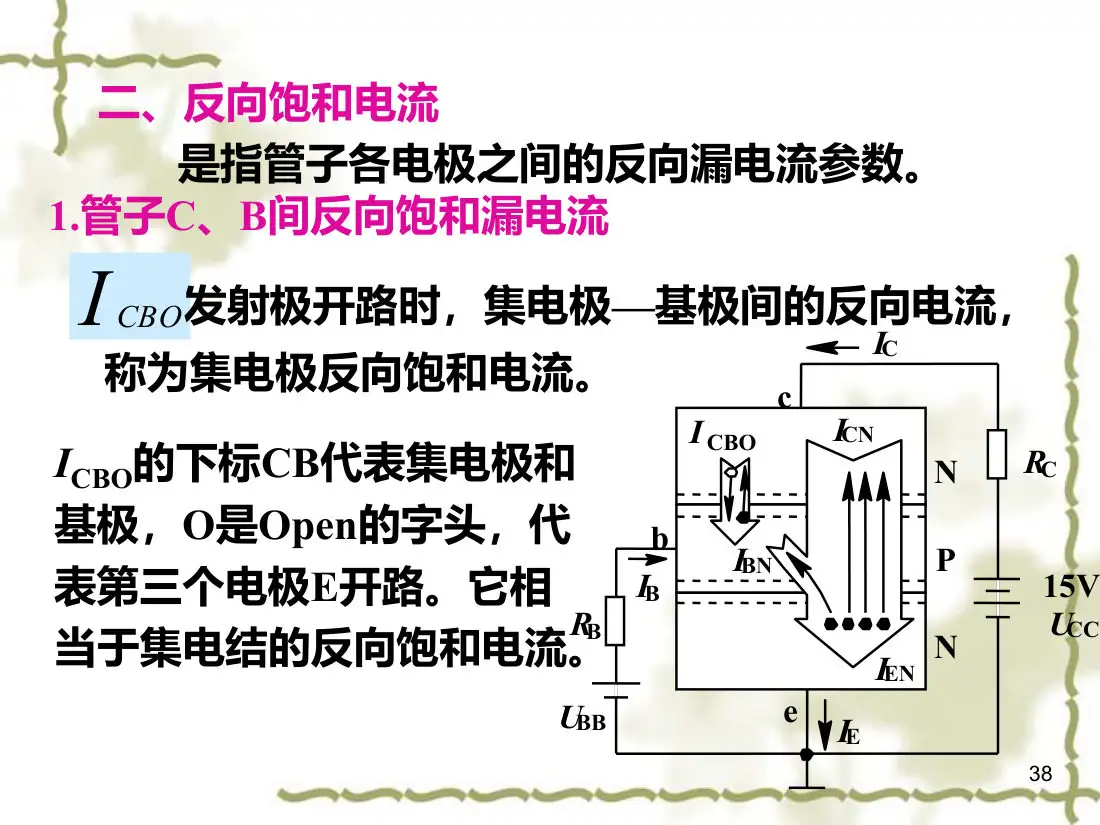 二、反向饱和电流
是指管子各电极之间的反向漏电流参数。
1.管子C、B间反向饱和漏电流
ICBO发射极开路时，集电极—基极间的反向电流，
称为集电极反向饱和电流。
ICBO的下标CB代表集电极和
基极，O是Open的字头，代
表第三个电极E开路。它相
当于集电结的反向饱和电流。
IC
c
ICBO
ICN
N
RC
b
IBN
P
IB
15V
RB
UCC
N
IEN
UBB
e
IE
38